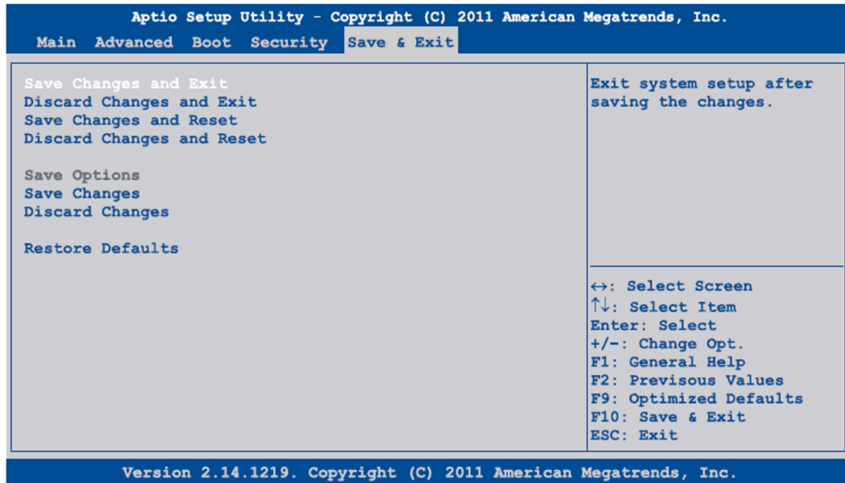 Aptio Setup Utility - Copyright (C) 2011 American Megatrends, Inc.
Main Advanced Boot Security Save & Exit
Save Changes and Exit
Discard Changes and Exit
Save Changes and Reset
Discard Changes and Reset
Save Options
Save Changes
Discard Changes
Restore Defaults
Exit system setup after
saving the changes.
↔: Select Screen
↑↓: Select Item
Enter: Select
+/-: Change Opt.
F1: General Help
F2: Previsous Values
F9: Optimized Defaults
F10: Save & Exit
ESC: Exit
Version 2.14.1219. Copyright (C) 2011 American Megatrends, Inc.